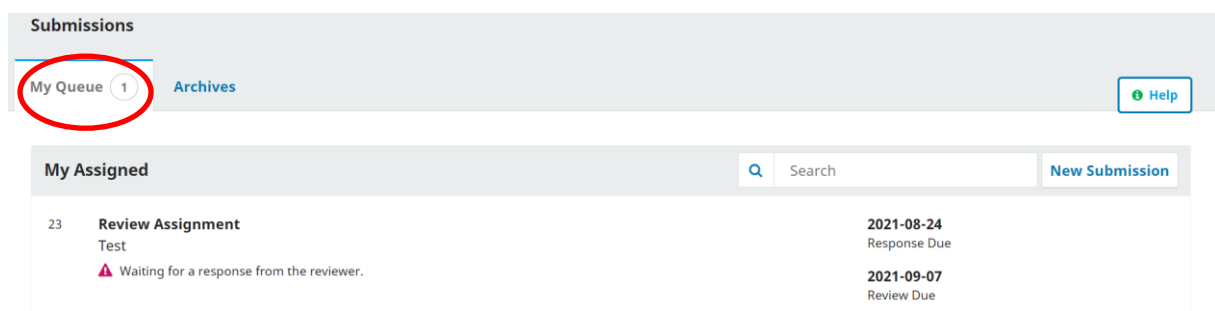 Submissions
My Queue 1 Archives
Help
My Assigned Search New Submission
23 Review Assignment 2021-08-24
Test Response Due
Waiting for a response from the reviewer.
2021-09-07
Review Due